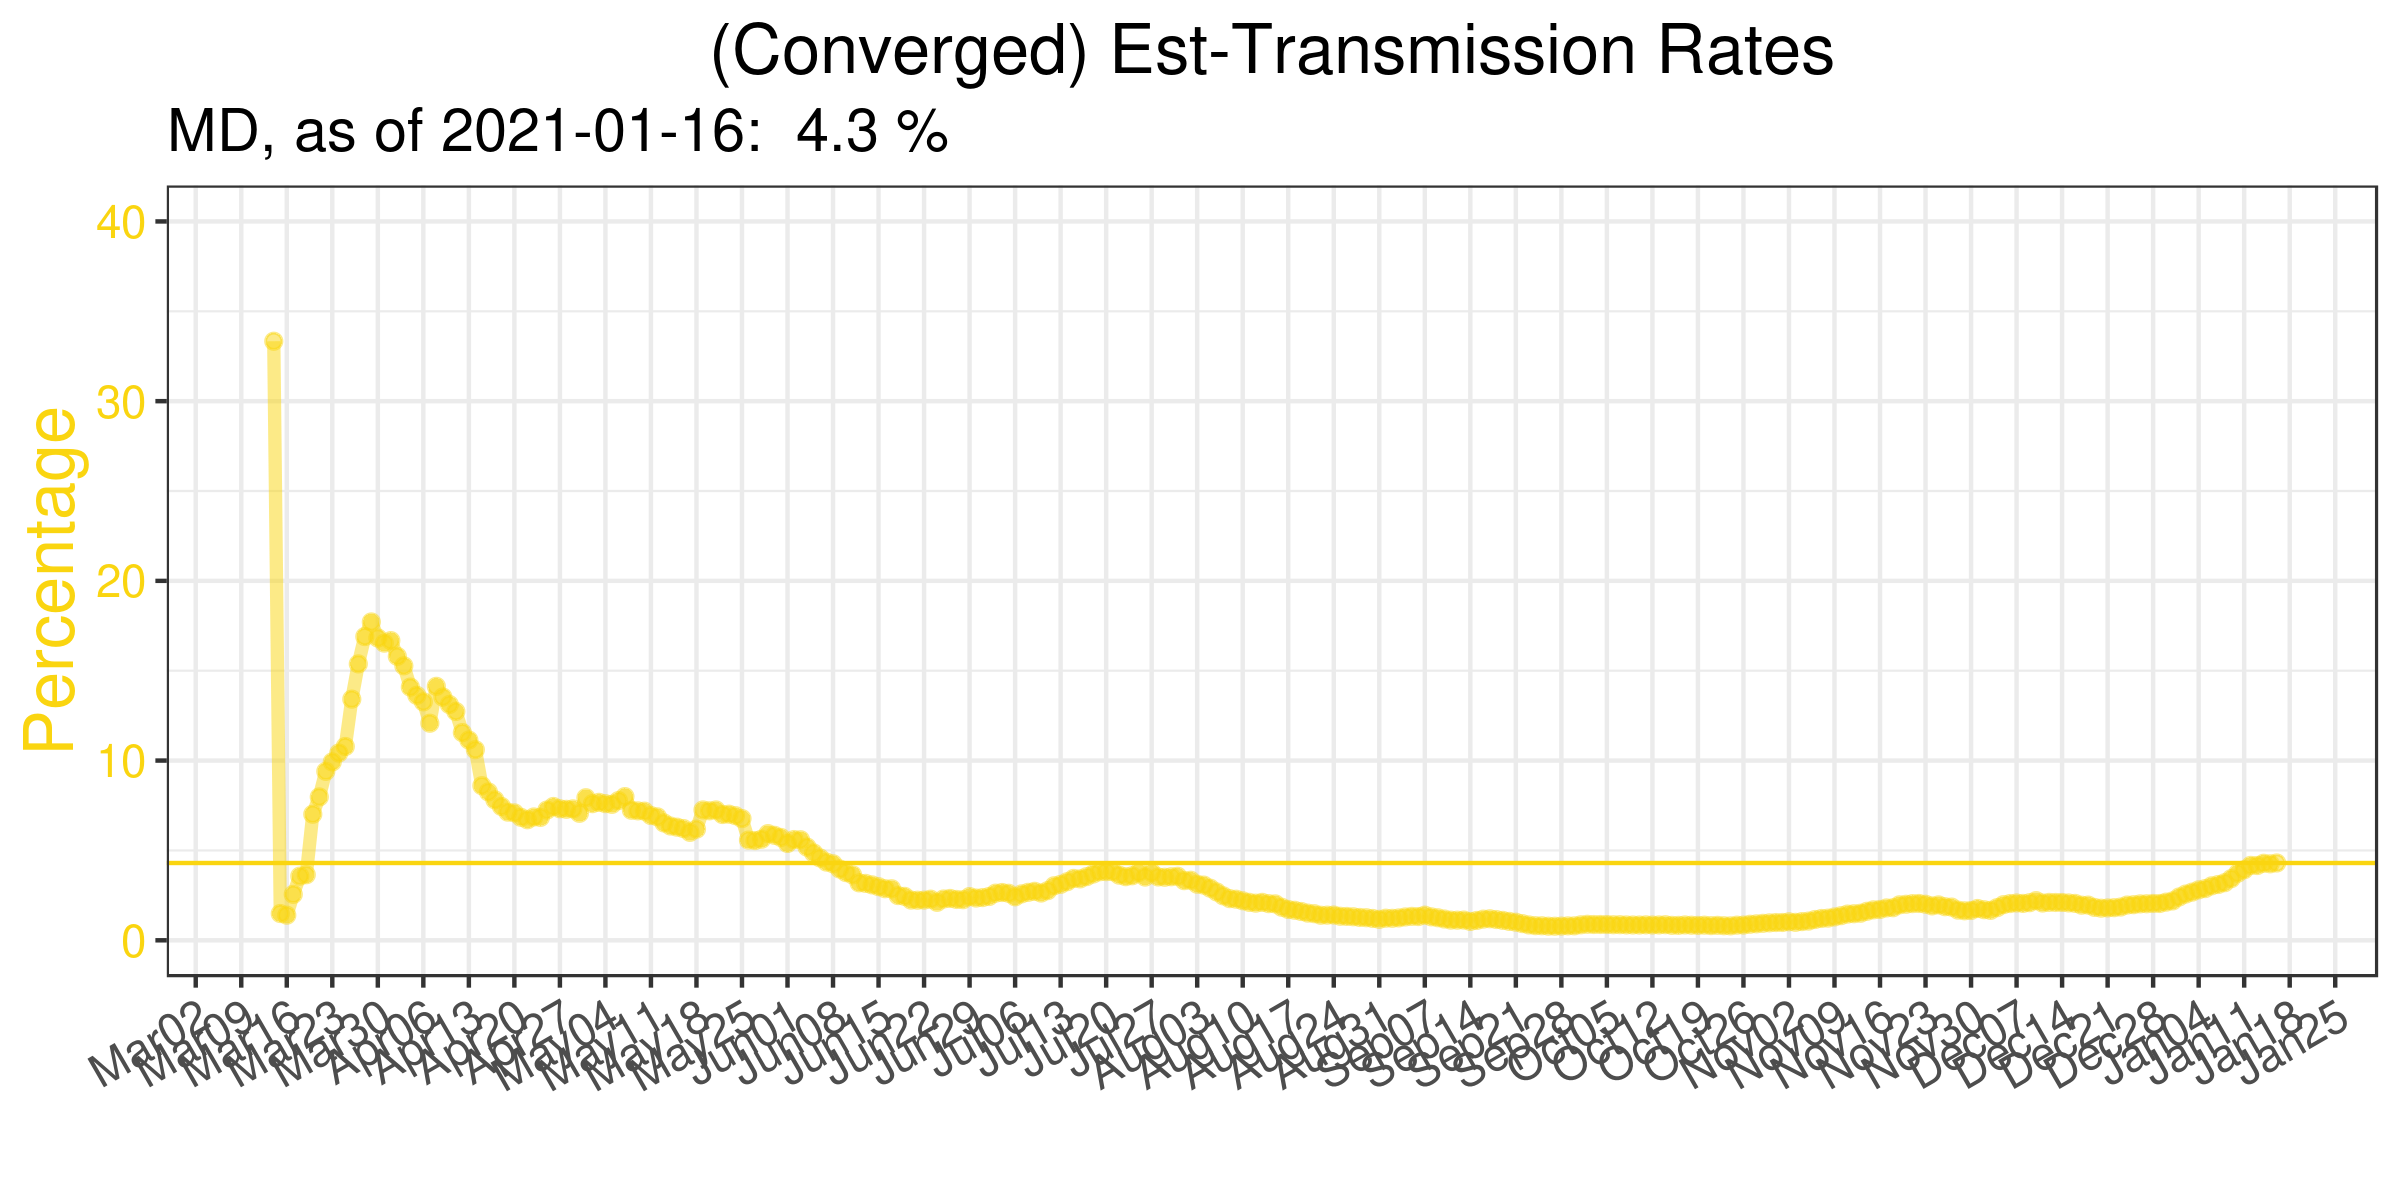 (Converged) Est-Transmission Rates
MD, as of 2021-01-16:  4.3 %
Percentage
40
30
20
10
0
Mar02
Mar09
Mar16
Mar23
Mar30
Apr06
Apr13
Apr20
Apr27
May04
May11
May18
May25
Jun01
Jun08
Jun15
Jun22
Jun29
Jul06
Jul13
Jul20
Jul27
Aug03
Aug10
Aug17
Aug24
Aug31
Sep07
Sep14
Sep21
Sep28
Oct05
Oct12
Oct19
Oct26
Nov02
Nov09
Nov16
Nov23
Nov30
Dec07
Dec14
Dec21
Dec28
Jan04
Jan11
Jan18
Jan25